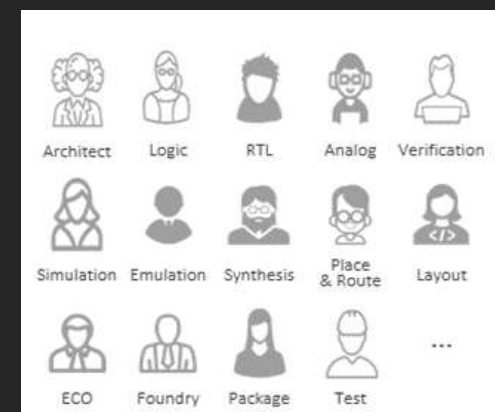 Architect Logic RTL Analog Verification
Simulation Emulation Synthesis Place & Route Layout
</>
ECO Foundry Package Test ...